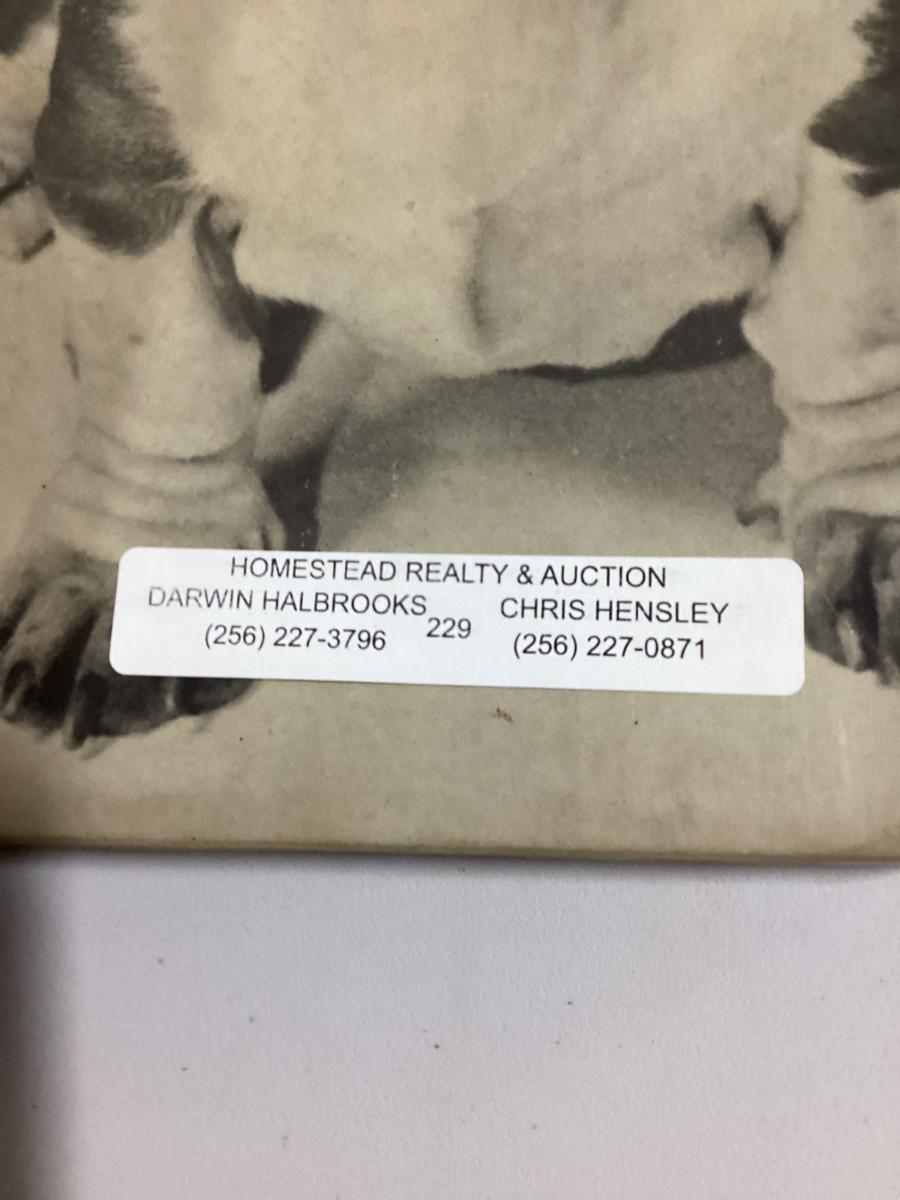 HOMESTEAD REALTY & AUCTION
DARWIN HALBROOKS CHRIS HENSLEY
229
(256) 227-3796 (256) 227-0871